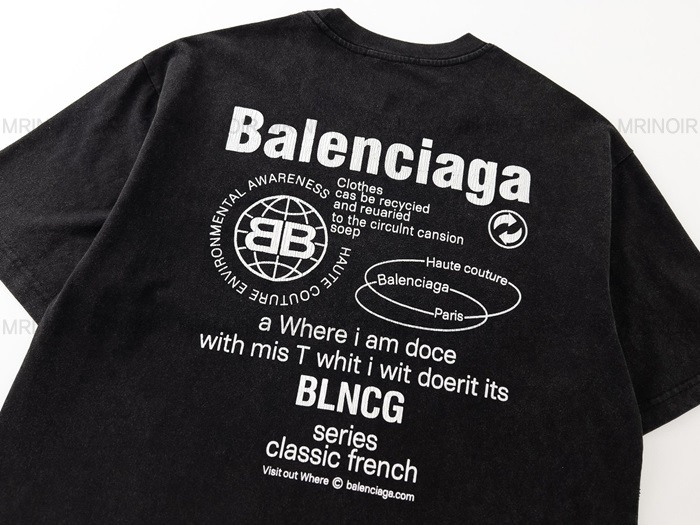 MRINOIR
MRINOIR
MRINOIR
Balenciaga
ENVIRONMENTAL AWARENESS
HAUTE COUTURE
BB
Clothes
cas be recycied
and reuaried
to the circulnt cansion
soep
Haute couture
Balenciaga
Paris
a Where i am doce
with mis T whit i wit doerit its
BLNCG
series
classic french
Visit out Where © balenciaga.com
MRINOIR
MRINOIR